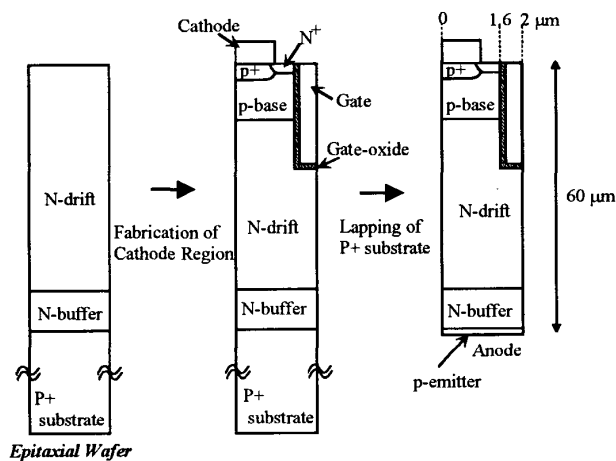 Cathode
N+
p+
p-base
Gate
Gate-oxide
N-drift
N-buffer
P+
substrate
Epitaxial Wafer
Fabrication of
Cathode Region
N-drift
N-buffer
P+
substrate
Lapping of
P+ substrate
0
1,6
2 μm
p+
p-base
N-drift
60 μm
N-buffer
Anode
p-emitter